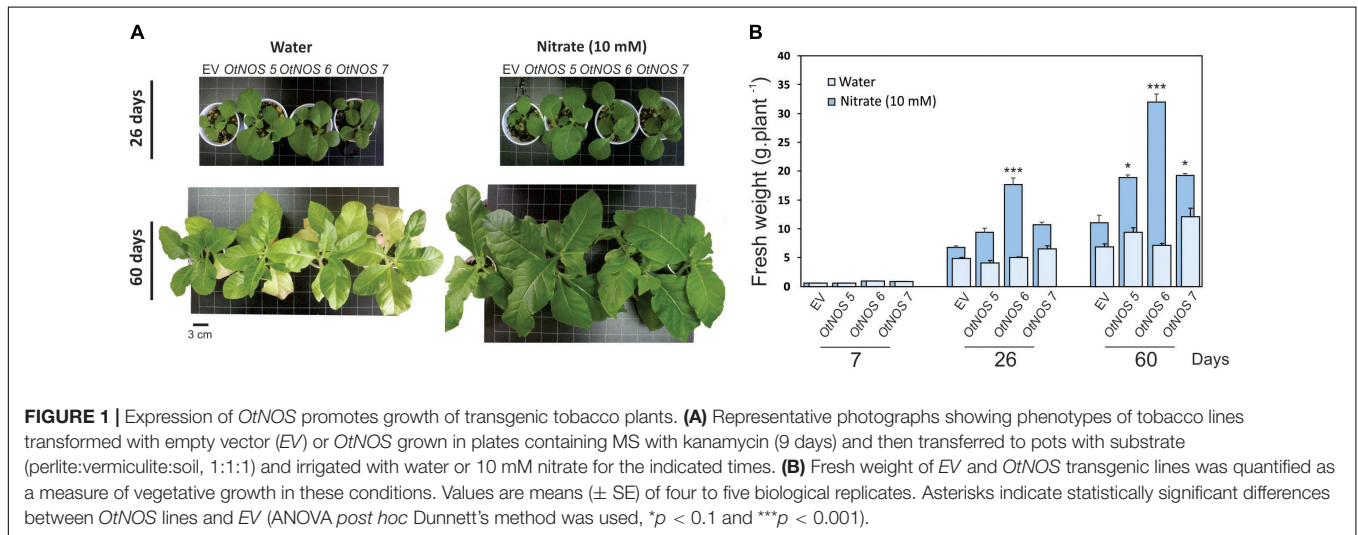 A
Water
Nitrate (10 mM)
EV OtNOS 5 OtNOS 6 OtNOS 7
EV OtNOS 5 OtNOS 6 OtNOS 7
26 days
60 days
3 cm
B
Fresh weight (g.plant -1)
40
35
30
25
20
15
10
5
0
Water
Nitrate (10 mM)
***
*
***
*
EV
OtNOS 5
OtNOS 6
OtNOS 7
EV
OtNOS 5
OtNOS 6
OtNOS 7
EV
OtNOS 5
OtNOS 6
OtNOS 7
7
26
60
Days
FIGURE 1 | Expression of OtNOS promotes growth of transgenic tobacco plants. (A) Representative photographs showing phenotypes of tobacco lines
transformed with empty vector (EV) or OtNOS grown in plates containing MS with kanamycin (9 days) and then transferred to pots with substrate
(perlite:vermiculite:soil, 1:1:1) and irrigated with water or 10 mM nitrate for the indicated times. (B) Fresh weight of EV and OtNOS transgenic lines was quantified as
a measure of vegetative growth in these conditions. Values are means (± SE) of four to five biological replicates. Asterisks indicate statistically significant differences
between OtNOS lines and EV (ANOVA post hoc Dunnett's method was used, *p < 0.1 and ***p < 0.001).